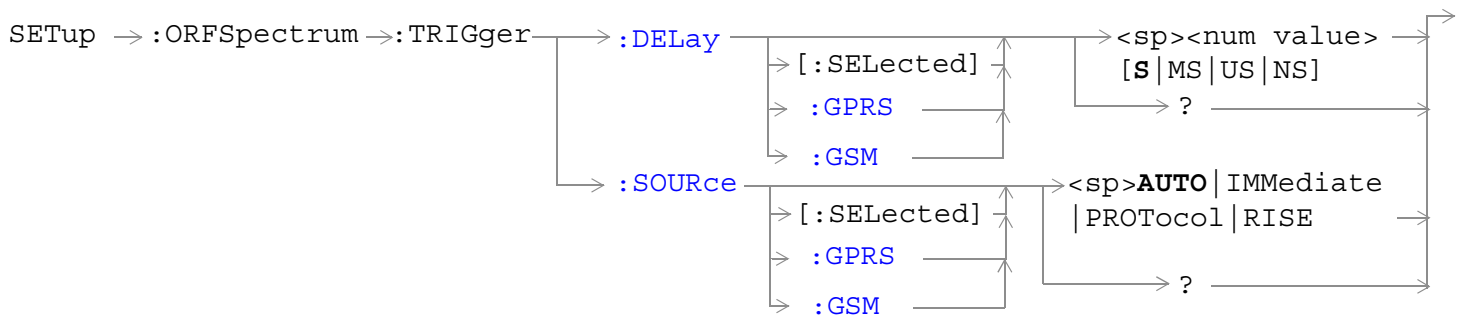 SETup :ORFSpectrum :TRIGger :DELay <sp><num value>
[:SELected] [S|MS|US|NS]
:GPRS ?
:GSM
:SOURce <sp>AUTO|IMMediate
[:SELected] |PROTocol|RISE
:GPRS ?
:GSM